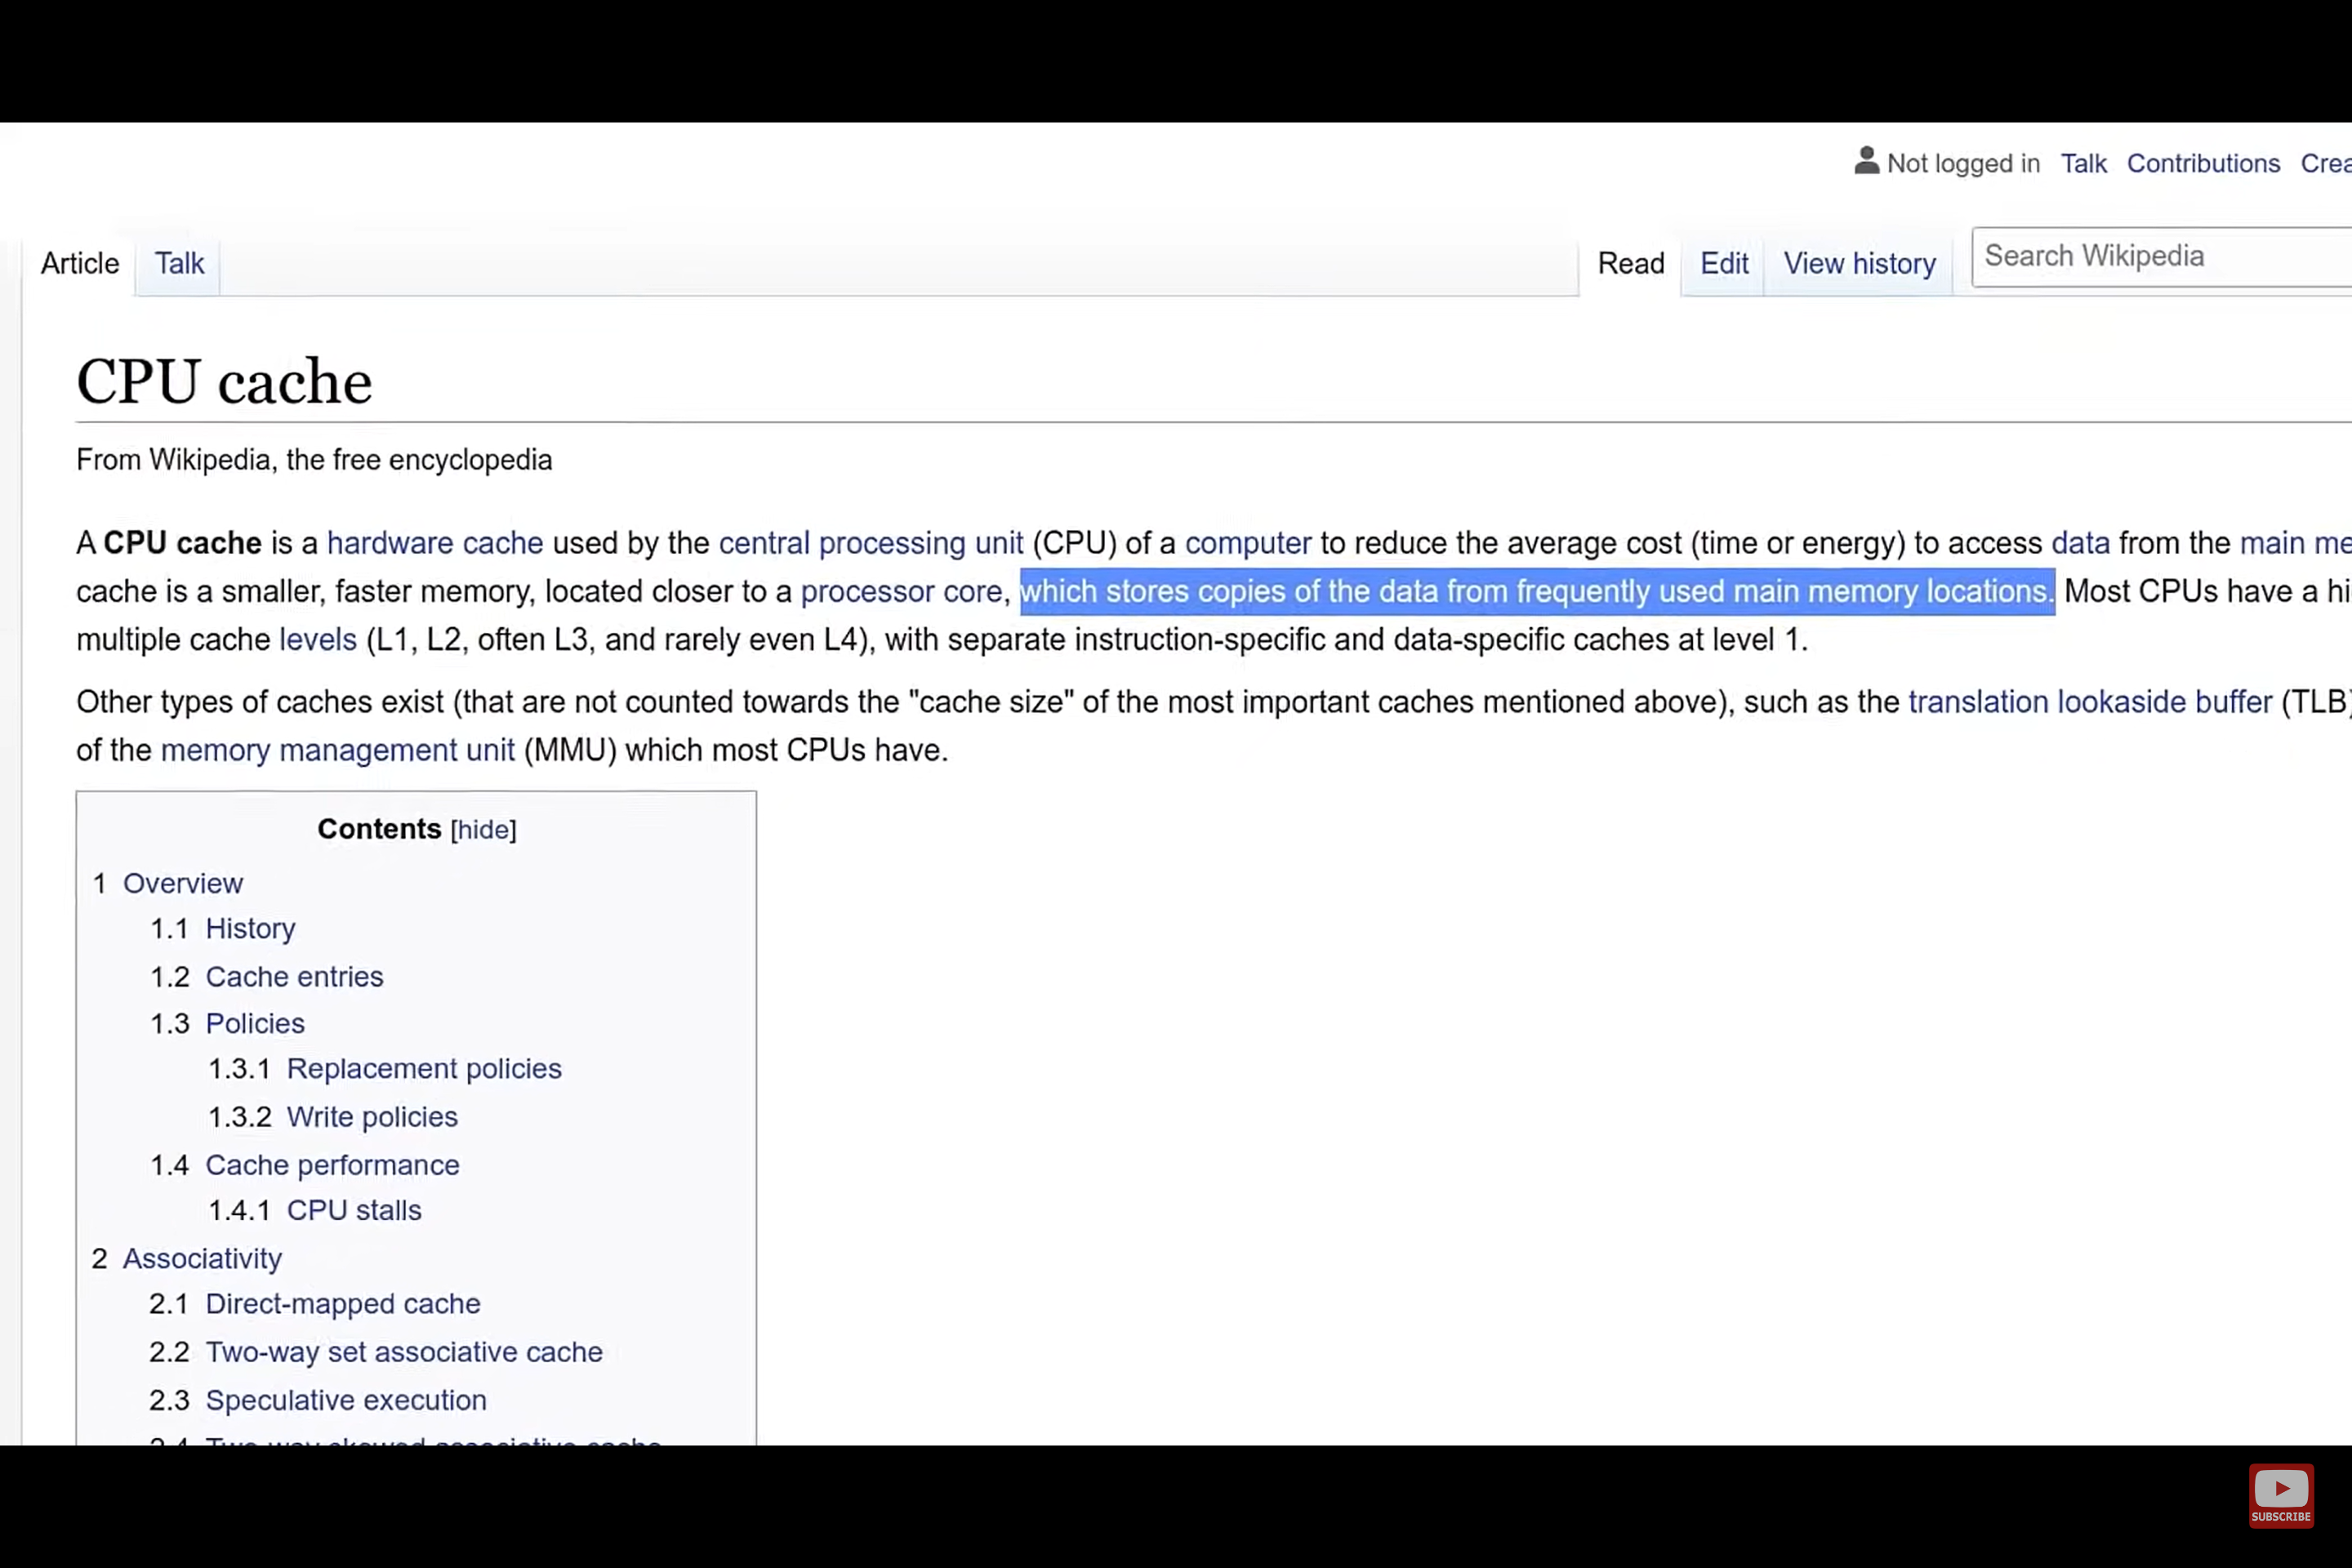 Not logged in Talk Contributions
Article Talk Read Edit View history Search Wikipedia
CPU cache
From Wikipedia, the free encyclopedia
A CPU cache is a hardware cache used by the central processing unit (CPU) of a computer to reduce the average cost (time or energy) to access data from the main
cache is a smaller, faster memory, located closer to a processor core, which stores copies of the data from frequently used main memory locations. Most CPUs have a
multiple cache levels (L1, L2, often L3, and rarely even L4), with separate instruction-specific and data-specific caches at level 1.
Other types of caches exist (that are not counted towards the "cache size" of the most important caches mentioned above), such as the translation lookaside buffer (TLB)
of the memory management unit (MMU) which most CPUs have.
Contents [hide]
1 Overview
1.1 History
1.2 Cache entries
1.3 Policies
1.3.1 Replacement policies
1.3.2 Write policies
1.4 Cache performance
1.4.1 CPU stalls
2 Associativity
2.1 Direct-mapped cache
2.2 Two-way set associative cache
2.3 Speculative execution
SUBSCRIBE